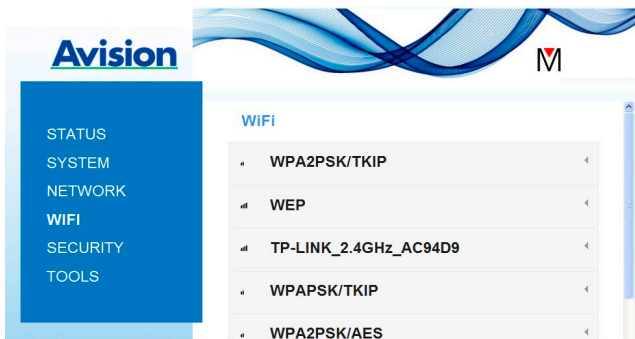 Avision
M
STATUS
SYSTEM
NETWORK
WIFI
SECURITY
TOOLS
WiFi
WPA2PSK/TKIP
WEP
TP-LINK_2.4GHz_AC94D9
WPAPSK/TKIP
WPA2PSK/AES